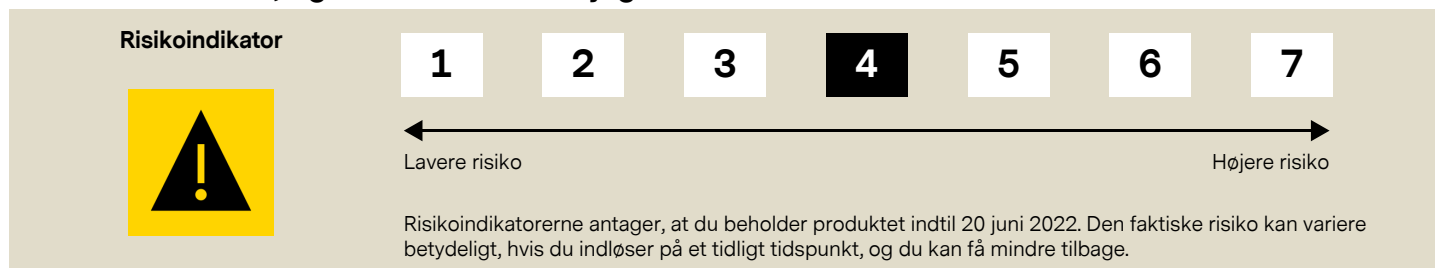 Risikoindikator
1 2 3 4 5 6 7
Lavere risiko Højere risiko
Risikoindikatorerne antager, at du beholder produktet indtil 20 juni 2022. Den faktiske risiko kan variere
betydeligt, hvis du indløser på et tidligt tidspunkt, og du kan få mindre tilbage.